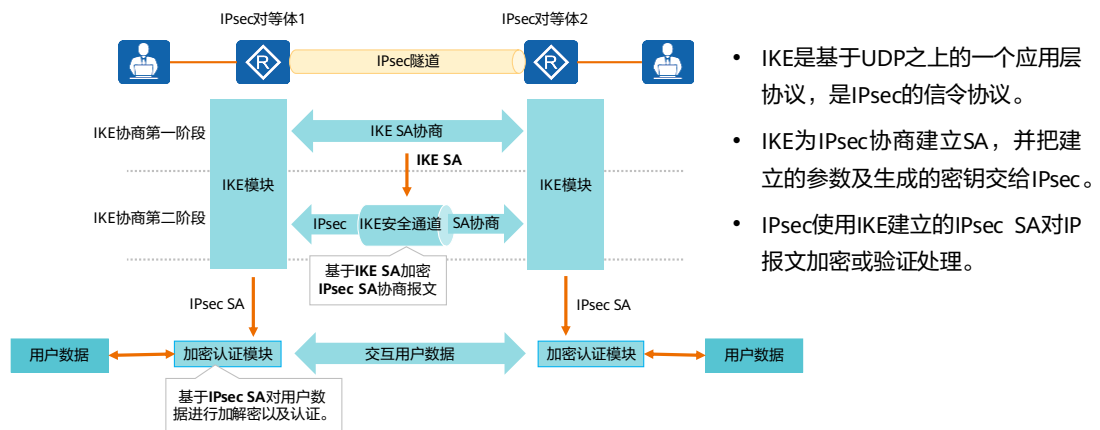 IPsec对等体1
IPsec对等体2
R
IPsec隧道
R
IKE协商第一阶段
IKE SA协商
IKE SA
IKE模块
IKE模块
IKE协商第二阶段
IPsec
IKE安全通道
SA协商
基于IKE SA加密
IPsec SA协商报文
IPsec SA
IPsec SA
用户数据
加密认证模块
交互用户数据
加密认证模块
用户数据
基于IPsec SA对用户数
据进行加解密以及认证。
• IKE是基于UDP之上的一个应用层
协议，是IPsec的信令协议。
• IKE为IPsec协商建立SA，并把建
立的参数及生成的密钥交给IPsec。
• IPsec使用IKE建立的IPsec SA对IP
报文加密或验证处理。